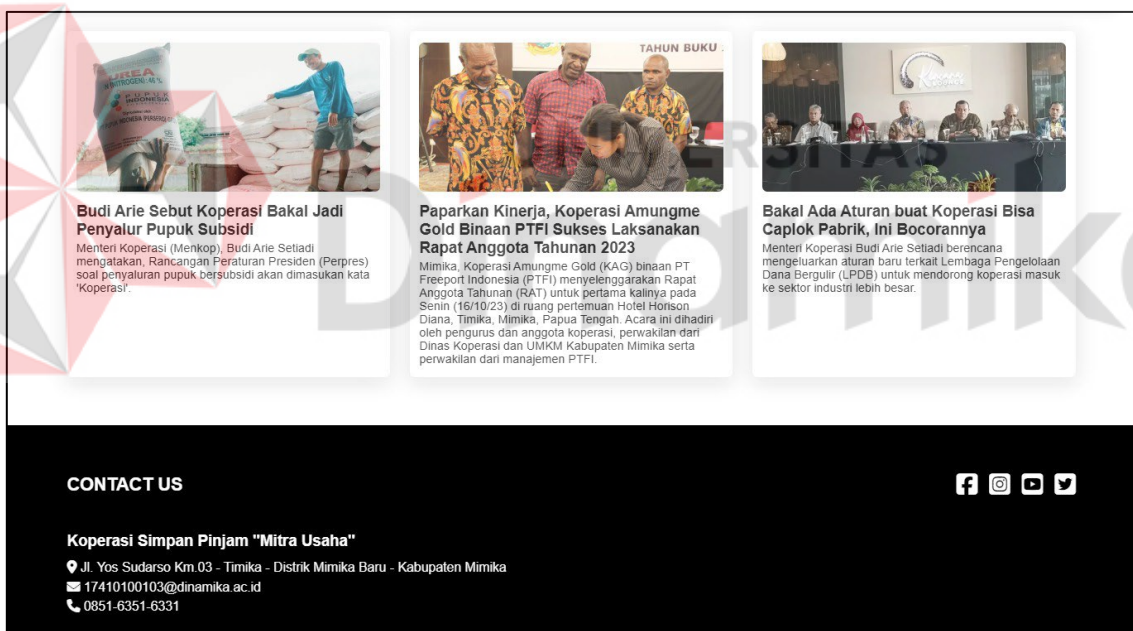 UREA
(NITROGEN) : 46 %
PUPUK
INDONESIA
Budi Arie Sebut Koperasi Bakal Jadi
Penyalur Pupuk Subsidi
Menteri Koperasi (Menkop), Budi Arie Setiadi
mengatakan, Rancangan Peraturan Presiden (Perpres)
soal penyaluran pupuk bersubsidi akan dimasukan kata
'Koperasi'.
TAHUN BUKU
Paparkan Kinerja, Koperasi Amungme
Gold Binaan PTFI Sukses Laksanakan
Rapat Anggota Tahunan 2023
Mimika, Koperasi Amungme Gold (KAG) binaan PT
Freeport Indonesia (PTFI) menyelenggarakan Rapat
Anggota Tahunan (RAT) untuk pertama kalinya pada
Senin (16/10/23) di ruang pertemuan Hotel Horison
Diana, Timika, Mimika, Papua Tengah. Acara ini dihadiri
oleh pengurus dan anggota koperasi, perwakilan dari
Dinas Koperasi dan UMKM Kabupaten Mimika serta
perwakilan dari manajemen PTFI.
Bakal Ada Aturan buat Koperasi Bisa
Caplok Pabrik, Ini Bocorannya
Menteri Koperasi Budi Arie Setiadi berencana
mengeluarkan aturan baru terkait Lembaga Pengelolaan
Dana Bergulir (LPDB) untuk mendorong koperasi masuk
ke sektor industri lebih besar.
UNIVERSITAS
Dinamika
CONTACT US
Koperasi Simpan Pinjam "Mitra Usaha"
Jl. Yos Sudarso Km.03 - Timika - Distrik Mimika Baru - Kabupaten Mimika
17410100103@dinamika.ac.id
0851-6351-6331